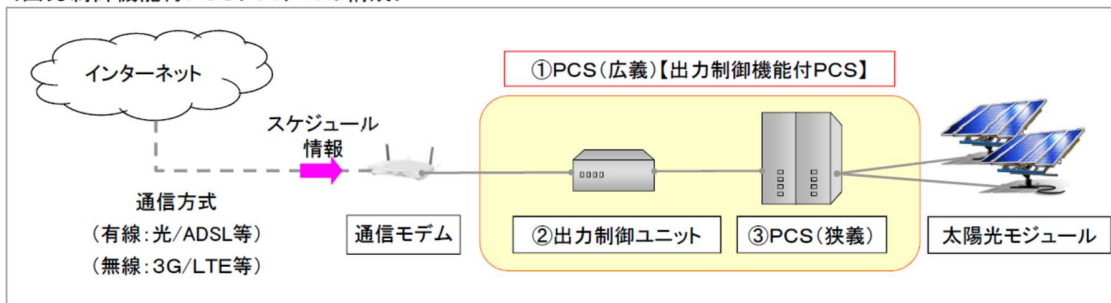 インターネット
①PCS(広義)【出力制御機能付PCS】
スケジュール
情報
通信方式
(有線:光/ADSL等)
(無線:3G/LTE等)
通信モデム
②出力制御ユニット
③PCS(狭義)
太陽光モジュール